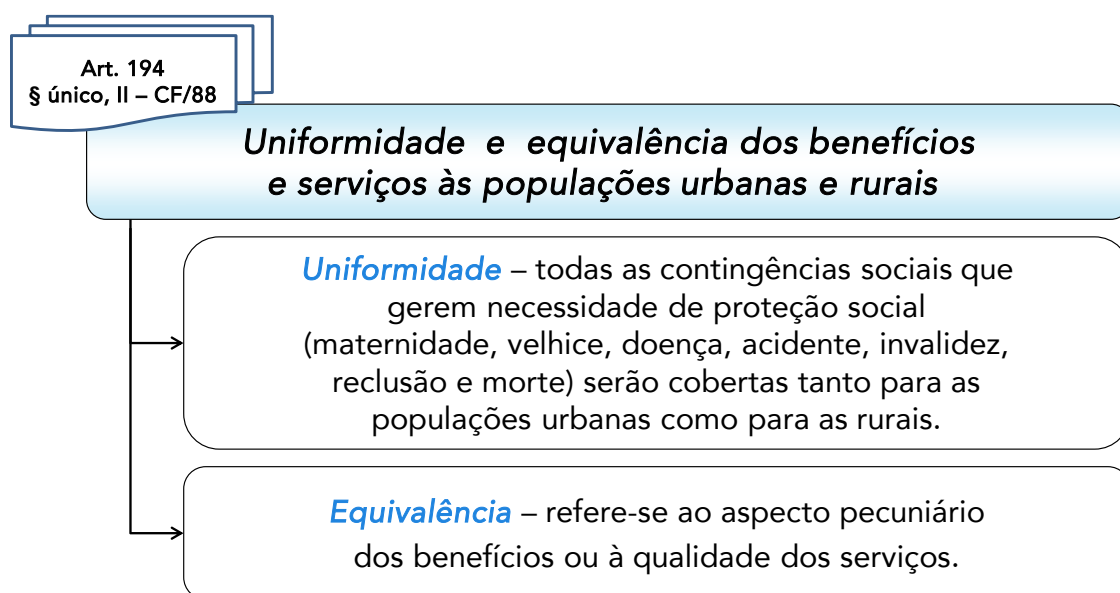 Art. 194
§ único, II – CF/88
Uniformidade e equivalência dos benefícios
e serviços às populações urbanas e rurais
Uniformidade – todas as contingências sociais que
gerem necessidade de proteção social
(maternidade, velhice, doença, acidente, invalidez,
reclusão e morte) serão cobertas tanto para as
populações urbanas como para as rurais.
Equivalência – refere-se ao aspecto pecuniário
dos benefícios ou à qualidade dos serviços.